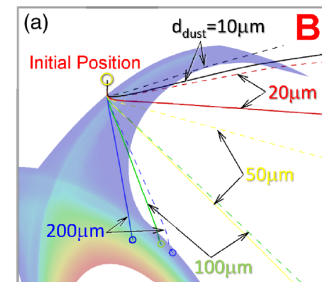 (a)
d_dust=10μm
B
Initial Position
20μm
50μm
200μm
100μm